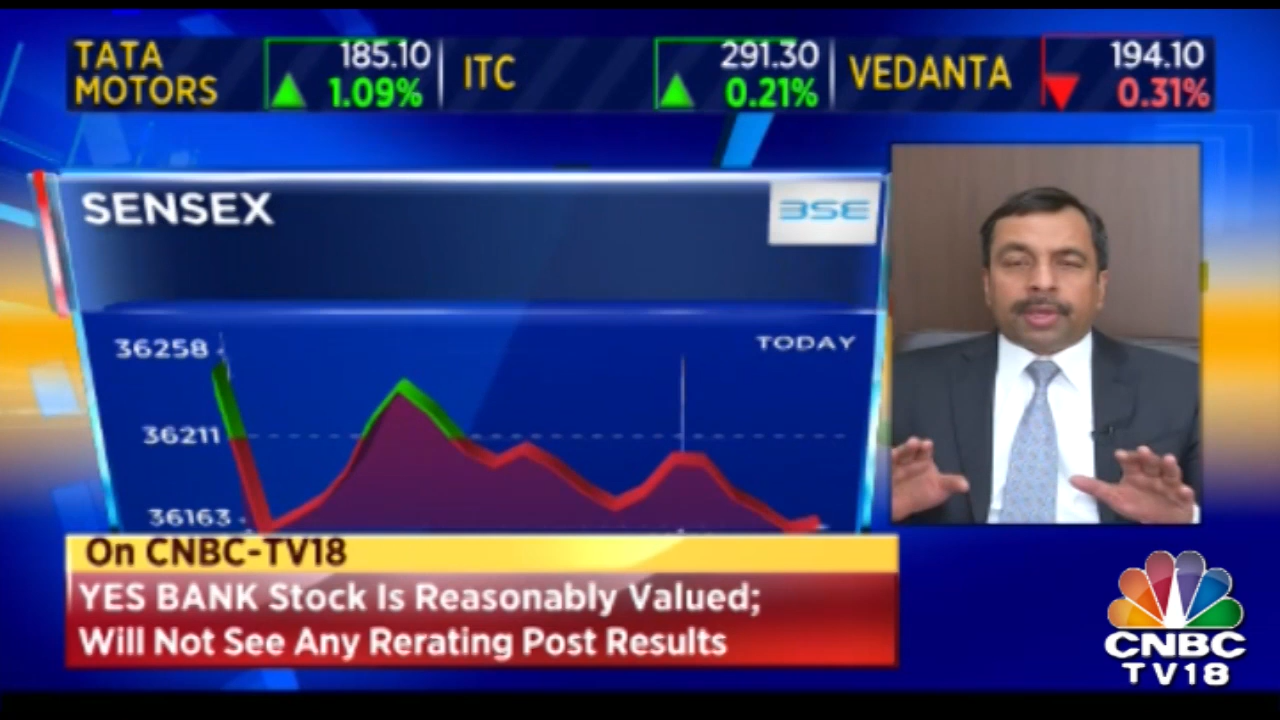 TATA MOTORS 185.10 1.09% ITC 291.30 0.21% VEDANTA 194.10 0.31%
SENSEX
BSE
36258
TODAY
36211
36163
On CNBC-TV18
YES BANK Stock Is Reasonably Valued;
Will Not See Any Rerating Post Results
CNBC
TV18